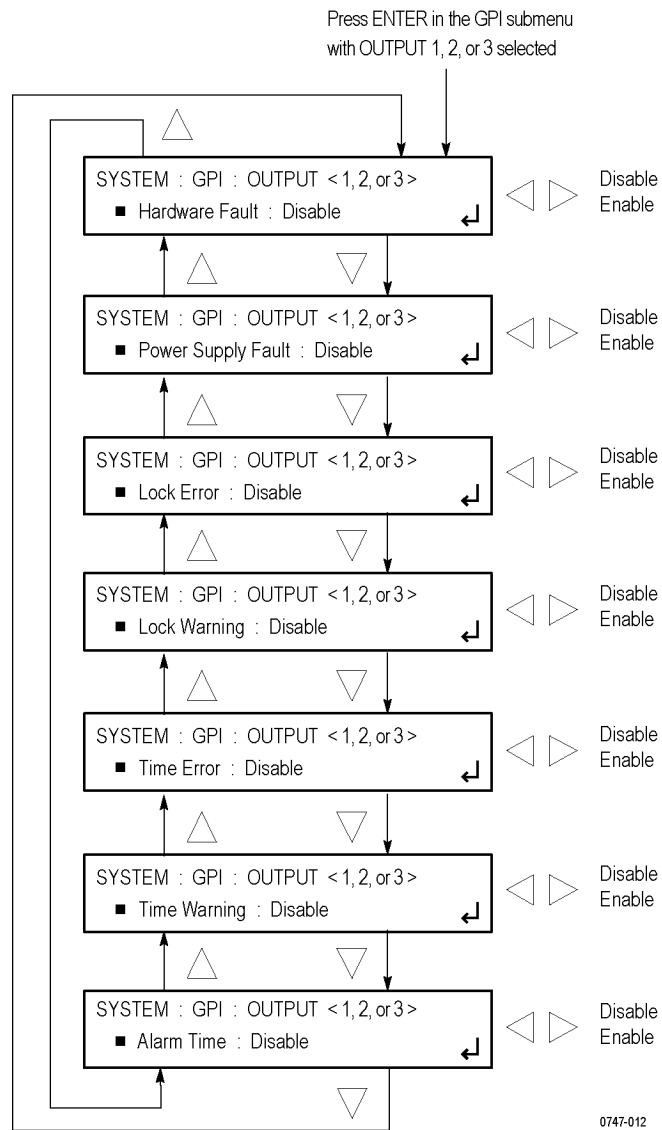 Press ENTER in the GPI submenu
with OUTPUT 1, 2, or 3 selected
SYSTEM : GPI : OUTPUT <1, 2, or 3>
■ Hardware Fault : Disable
Disable
Enable
SYSTEM : GPI : OUTPUT <1, 2, or 3>
■ Power Supply Fault : Disable
Disable
Enable
SYSTEM : GPI : OUTPUT <1, 2, or 3>
■ Lock Error : Disable
Disable
Enable
SYSTEM : GPI : OUTPUT <1, 2, or 3>
■ Lock Warning : Disable
Disable
Enable
SYSTEM : GPI : OUTPUT <1, 2, or 3>
■ Time Error : Disable
Disable
Enable
SYSTEM : GPI : OUTPUT <1, 2, or 3>
■ Time Warning : Disable
Disable
Enable
SYSTEM : GPI : OUTPUT <1, 2, or 3>
■ Alarm Time : Disable
Disable
Enable
0747-012